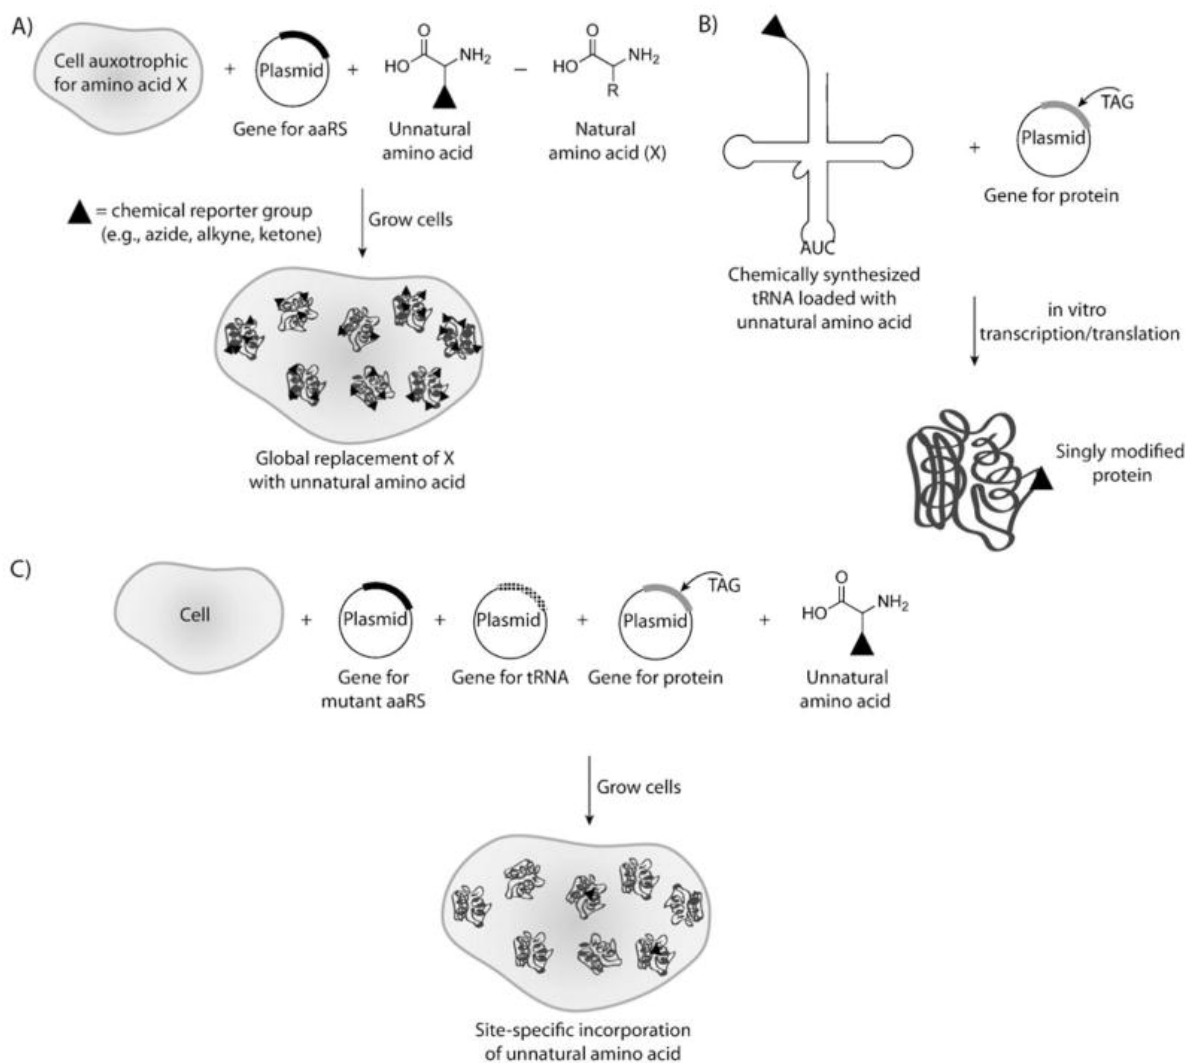 A)
Cell auxotrophic
for amino acid X
+
Plasmid
Gene for aaRS
+
O
HO
NH₂
Unnatural
amino acid
–
O
HO
NH₂
R
Natural
amino acid (X)
= chemical reporter group
(e.g., azide, alkyne, ketone)
Grow cells
Global replacement of X
with unnatural amino acid
B)
AUC
Chemically synthesized
tRNA loaded with
unnatural amino acid
+
TAG
Plasmid
Gene for protein
in vitro
transcription/translation
Singly modified
protein
C)
Cell
+
Plasmid
Gene for
mutant aaRS
+
Plasmid
Gene for tRNA
+
TAG
Plasmid
Gene for protein
+
O
HO
NH₂
Unnatural
amino acid
Grow cells
Site-specific incorporation
of unnatural amino acid